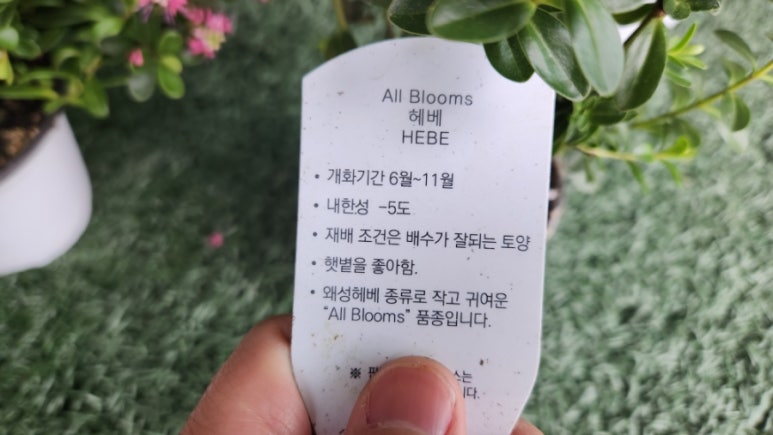 All Blooms
헤베
HEBE
• 개화기간 6월~11월
• 내한성 -5도
• 재배 조건은 배수가 잘되는 토양
• 햇볕을 좋아함.
• 왜성헤베 종류로 작고 귀여운
“All Blooms” 품종입니다.
※